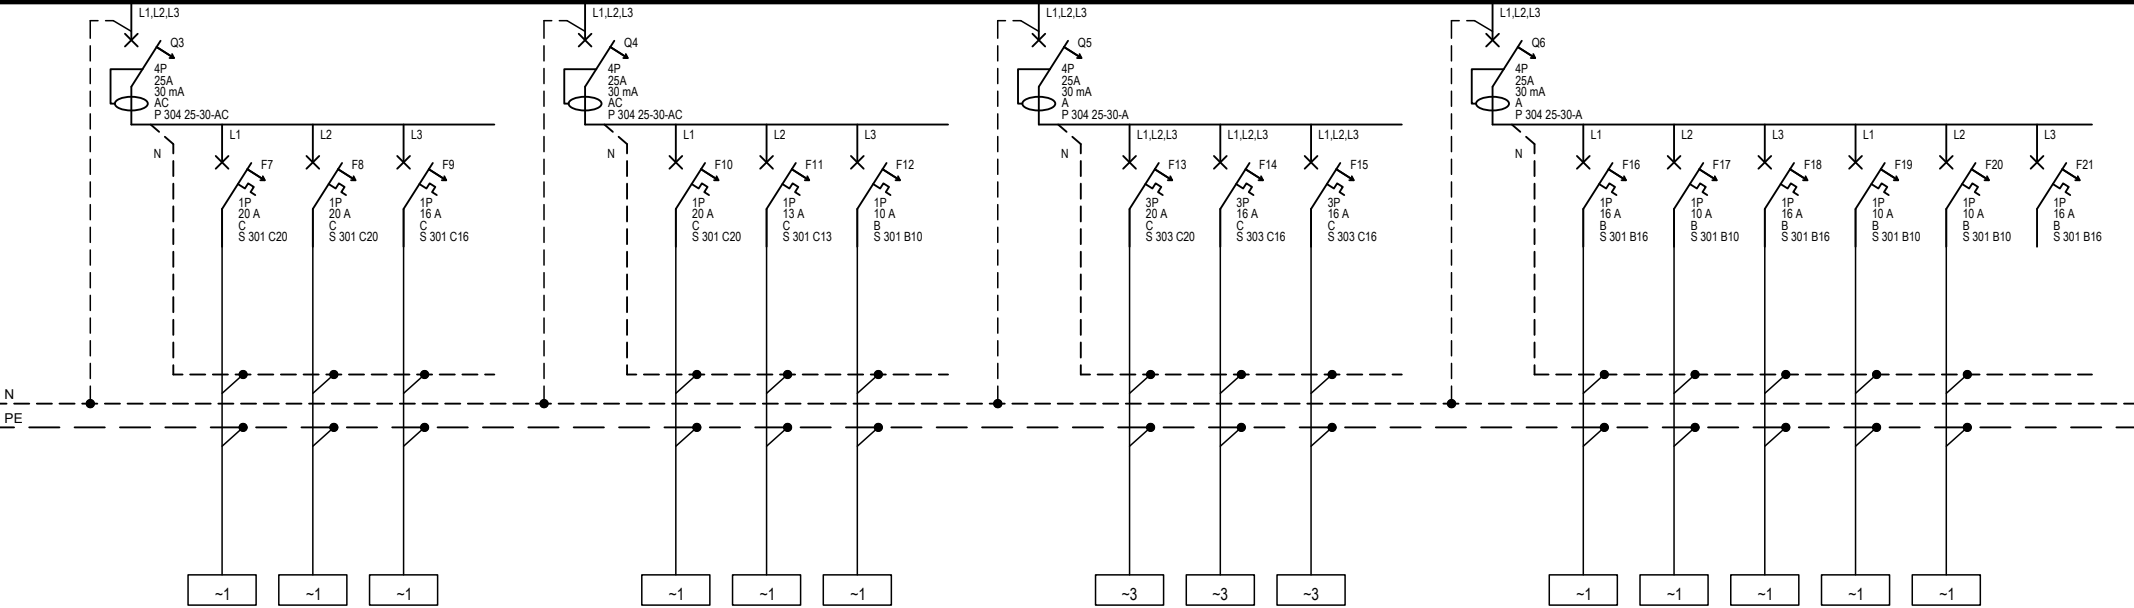 L1,L2,L3
Q3
4P
25A
30 mA
AC
P 304 25-30-AC
N
L1
F7
1P
20 A
C
S 301 C20
L2
F8
1P
20 A
C
S 301 C20
L3
F9
1P
16 A
C
S 301 C16
L1,L2,L3
Q4
4P
25A
30 mA
AC
P 304 25-30-AC
N
L1
F10
1P
20 A
C
S 301 C20
L2
F11
1P
13 A
C
S 301 C13
L3
F12
1P
10 A
B
S 301 B10
L1,L2,L3
Q5
4P
25A
30 mA
A
P 304 25-30-A
N
L1,L2,L3
F13
3P
20 A
C
S 303 C20
L1,L2,L3
F14
3P
16 A
C
S 303 C16
L1,L2,L3
F15
3P
16 A
C
S 303 C16
L1,L2,L3
Q6
4P
25A
30 mA
A
P 304 25-30-A
N
L1
F16
1P
16 A
B
S 301 B16
L2
F17
1P
10 A
B
S 301 B10
L3
F18
1P
16 A
B
S 301 B16
L1
F19
1P
10 A
B
S 301 B10
L2
F20
1P
10 A
B
S 301 B10
L3
F21
1P
16 A
B
S 301 B16
N
PE
~1
~1
~1
~1
~1
~1
~3
~3
~3
~1
~1
~1
~1
~1